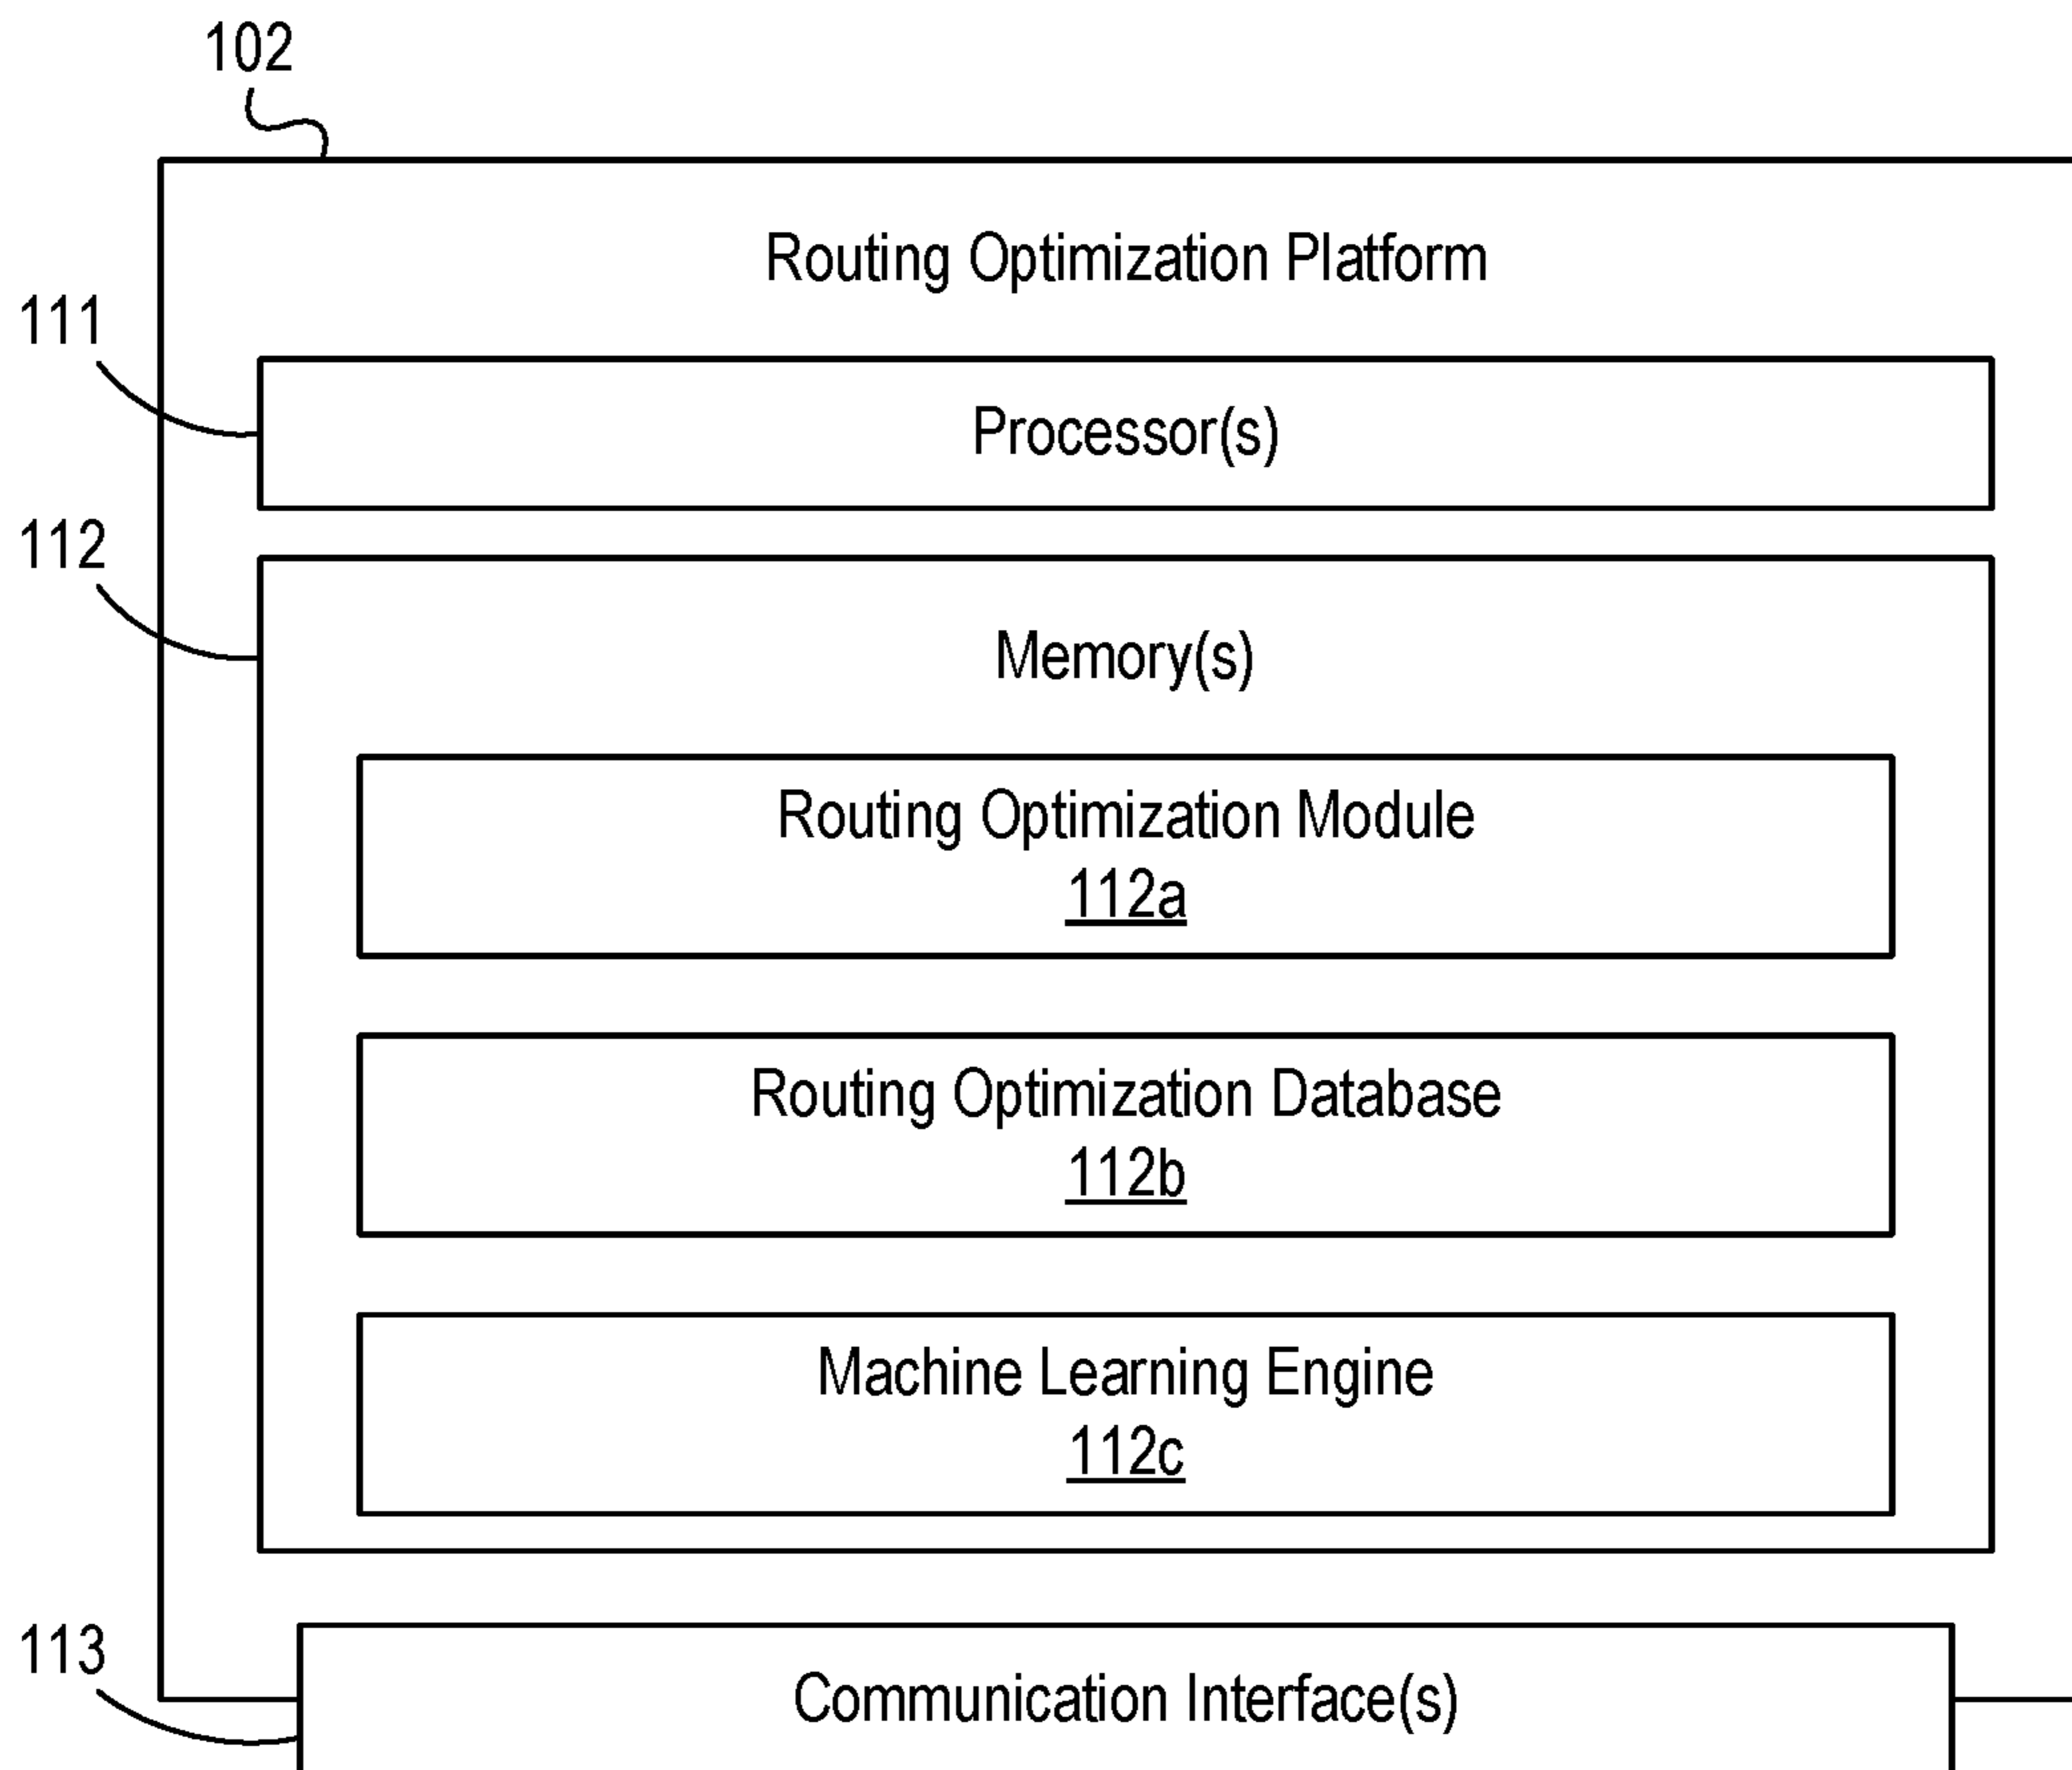 102
Routing Optimization Platform
111
Processor(s)
112
Memory(s)
Routing Optimization Module
112a
Routing Optimization Database
112b
Machine Learning Engine
112c
113
Communication Interface(s)